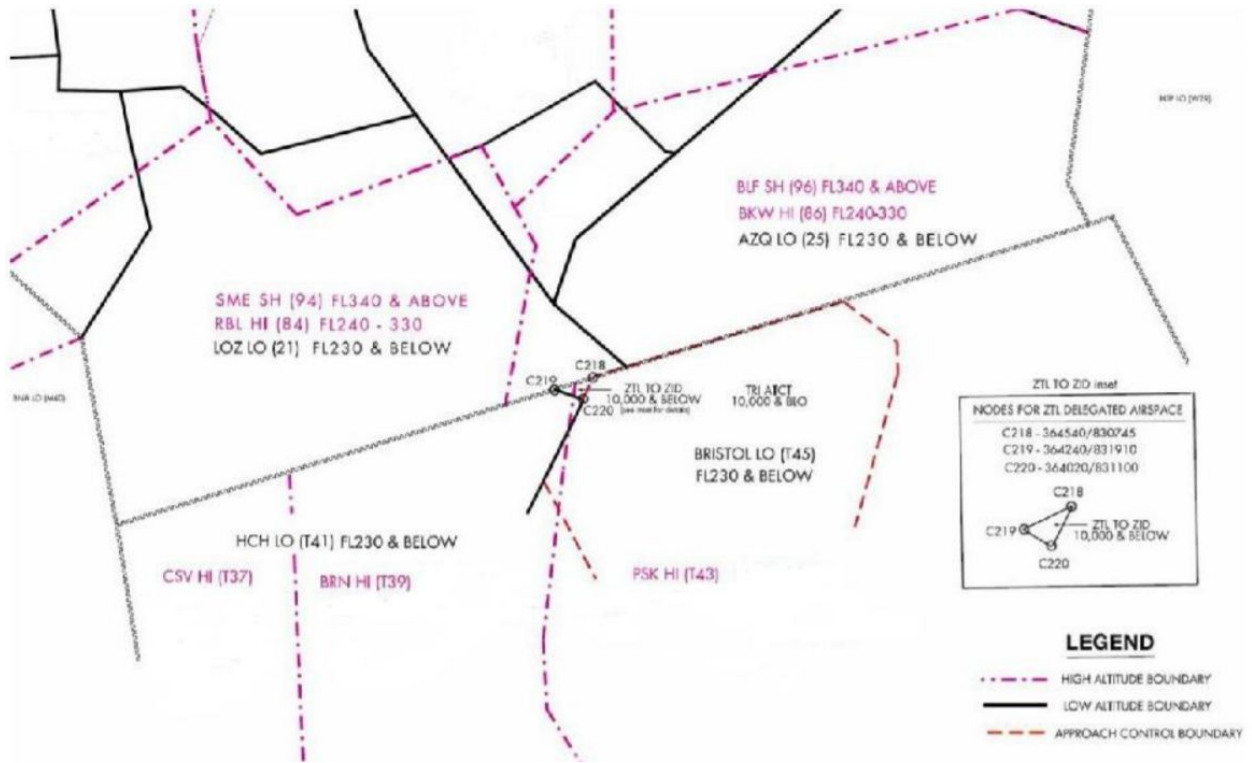 BLF SH (96) FL340 & ABOVE
BKW HI (86) FL240-330
AZQ LO (25) FL230 & BELOW
SME SH (94) FL340 & ABOVE
RBL HI (84) FL240 - 330
LOZ LO (21) FL230 & BELOW
C218
C219
C220
ZTL TO ZID
10,000 & BELOW
(see inset for details)
TRI ATCT
10,000 & BLO
BRISTOL LO (T45)
FL230 & BELOW
HCH LO (T41) FL230 & BELOW
CSV HI (T37)
BRN HI (T39)
PSK HI (T43)
ZTL TO ZID inset
NODES FOR ZTL DELEGATED AIRSPACE
C218 - 364540/830745
C219 - 364240/831910
C220 - 364020/831100
C218
C219
ZTL TO ZID
10,000 & BELOW
C220
LEGEND
HIGH ALTITUDE BOUNDARY
LOW ALTITUDE BOUNDARY
APPROACH CONTROL BOUNDARY